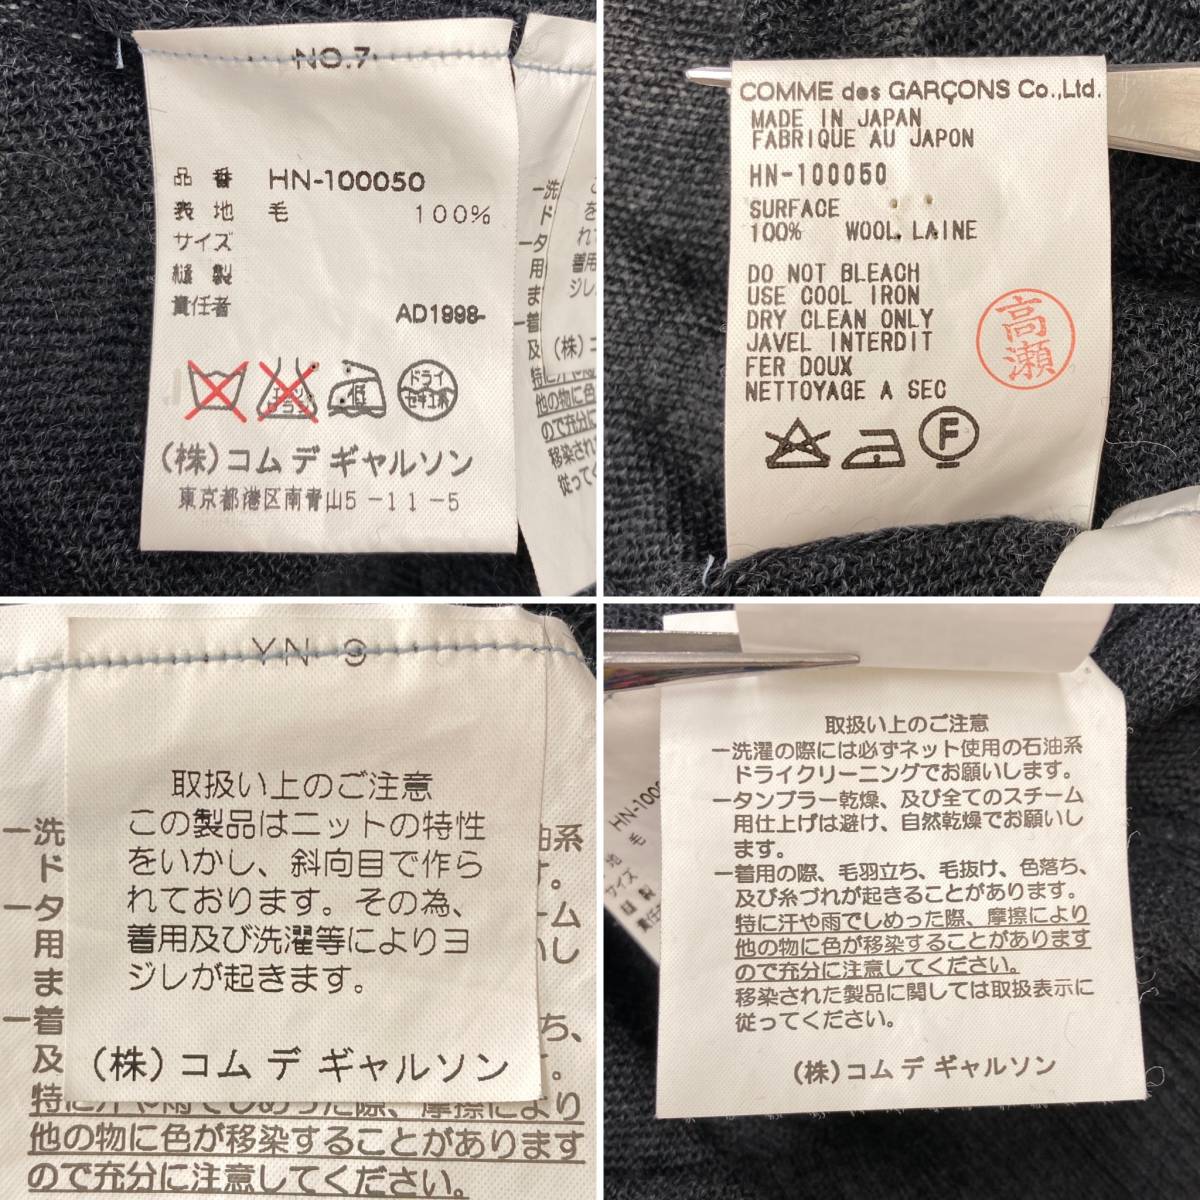 NO.7
品番 HN-100050
表地 毛 100%
サイズ
縫製
責任者 AD1998-
エンソ
サラシ
低
ドライ
セキユ系
(株)コム デ ギャルソン
東京都港区南青山5-11-5
COMME des GARÇONS Co.,Ltd.
MADE IN JAPAN
FABRIQUE AU JAPON
HN-100050
SURFACE
100% WOOL.LAINE
DO NOT BLEACH
USE COOL IRON
DRY CLEAN ONLY
JAVEL INTERDIT
FER DOUX
NETTOYAGE A SEC
高瀬
F
YN 9
取扱い上のご注意
この製品はニットの特性
をいかし、斜向目で作ら
れております。その為、
着用及び洗濯等によりヨ
ジレが起きます。
(株)コム デ ギャルソン
特に汗や雨でしめった際、摩擦により
他の物に色が移染することがあります
ので充分に注意してください。
取扱い上のご注意
ー洗濯の際には必ずネット使用の石油系
ドライクリーニングでお願いします。
ータンブラー乾燥、及び全てのスチーム
用仕上げは避け、自然乾燥でお願いし
ます。
ー着用の際、毛羽立ち、毛抜け、色落ち、
及び糸づれが起きることがあります。
特に汗や雨でしめった際、摩擦により
他の物に色が移染することがあります
ので充分に注意してください。
移染された製品に関しては取扱表示に
従ってください。
(株)コム デ ギャルソン